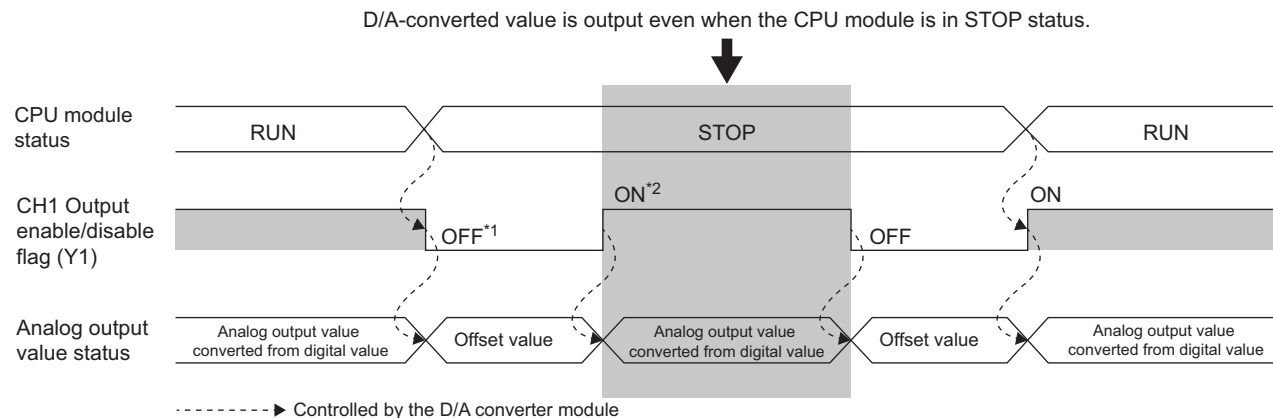 D/A-converted value is output even when the CPU module is in STOP status.
CPU module
status
RUN
STOP
RUN
CH1 Output
enable/disable
flag (Y1)
OFF*1
ON*2
OFF
ON
Analog output
value status
Analog output value
converted from digital value
Offset value
Analog output value
converted from digital value
Offset value
Analog output value
converted from digital value
Controlled by the D/A converter module